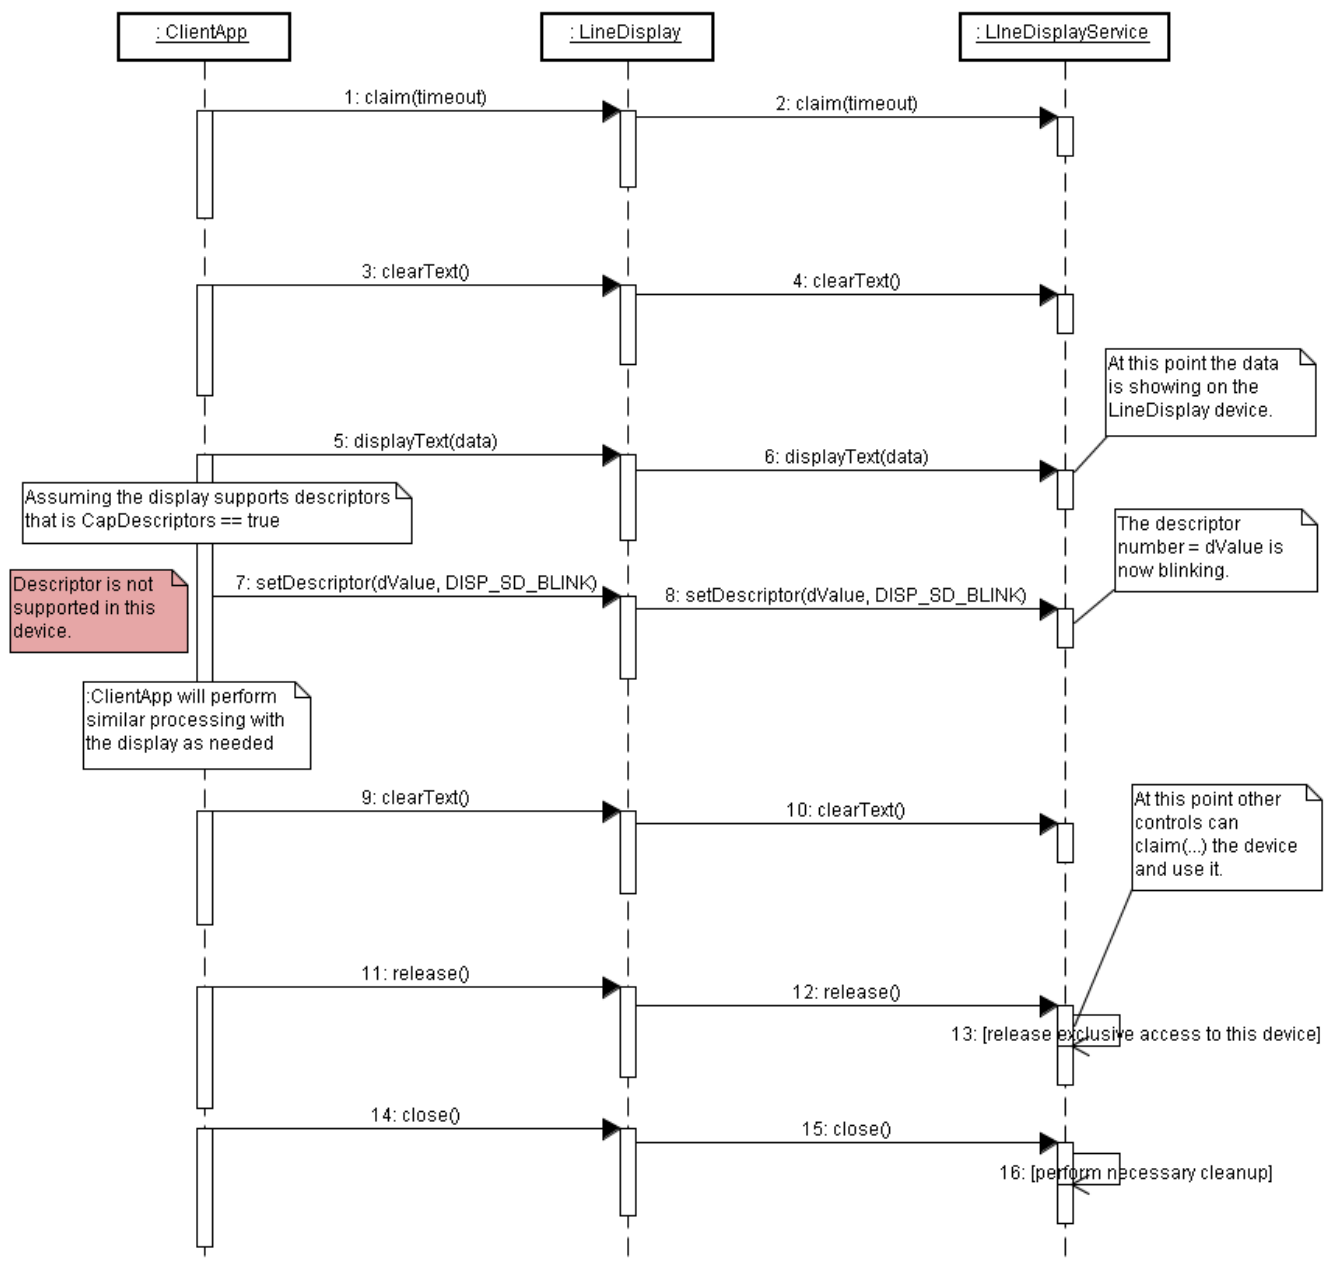 : ClientApp
: LineDisplay
: LIneDisplayService
1: claim(timeout)
2: claim(timeout)
3: clearText()
4: clearText()
At this point the data
is showing on the
LineDisplay device.
5: displayText(data)
6: displayText(data)
Assuming the display supports descriptors
that is CapDescriptors == true
The descriptor
number = dValue is
now blinking.
Descriptor is not
supported in this
device.
7: setDescriptor(dValue, DISP_SD_BLINK)
8: setDescriptor(dValue, DISP_SD_BLINK)
:ClientApp will perform
similar processing with
the display as needed
9: clearText()
10: clearText()
At this point other
controls can
claim(...) the device
and use it.
11: release()
12: release()
13: [release exclusive access to this device]
14: close()
15: close()
16: [perform necessary cleanup]